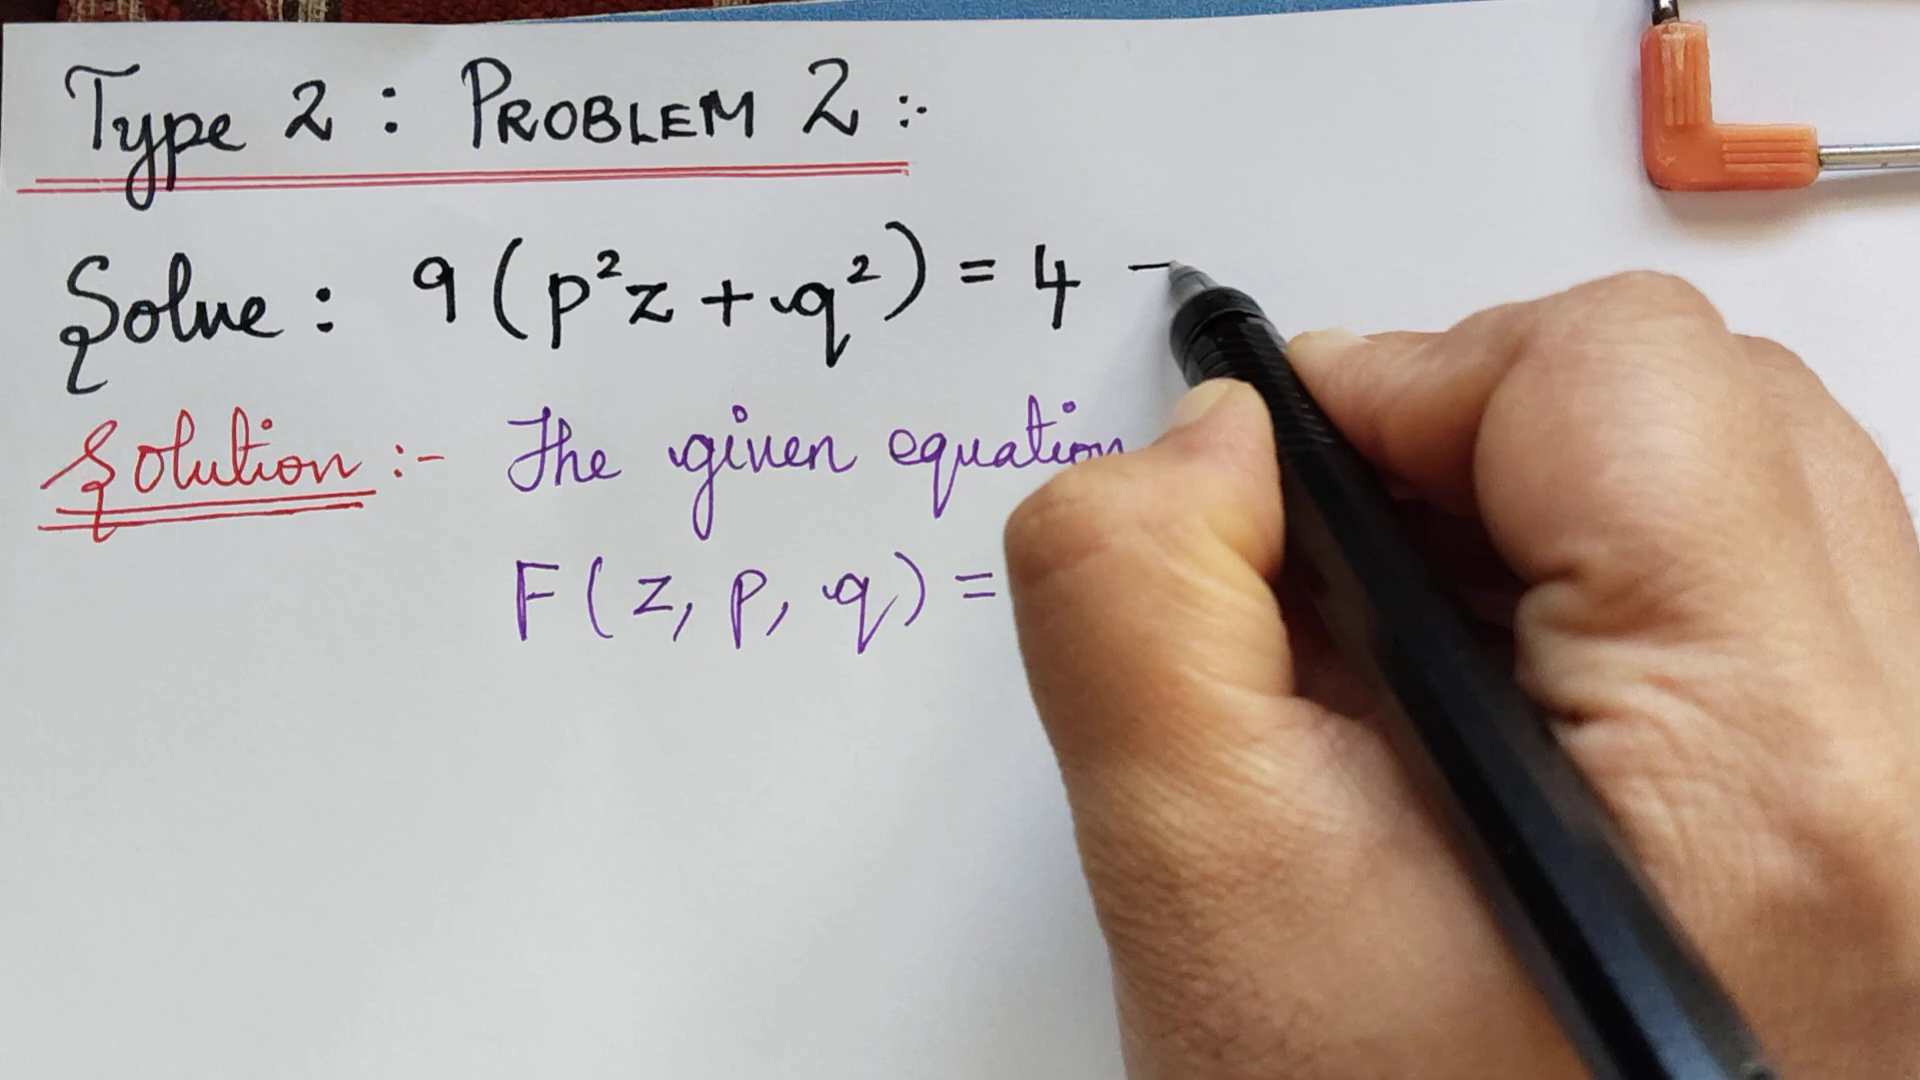 Type 2 : PROBLEM 2 :-
Solve : 9 (p²z + q²) = 4 –
Solution :- The given equation
F(z, p, q) =